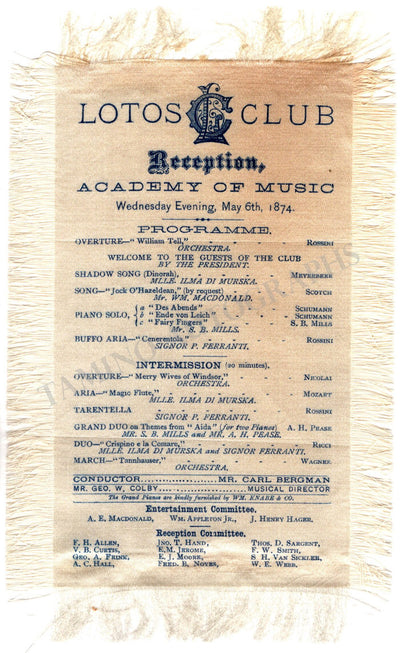 LOTOS CLUB
Reception,
ACADEMY OF MUSIC
Wednesday Evening, May 6th, 1874.
PROGRAMME.
OVERTURE—"William Tell," - - - - Rossini
ORCHESTRA.
WELCOME TO THE GUESTS OF THE CLUB
BY THE PRESIDENT.
SHADOW SONG (Dinorah), - - - - Meyerbeer
MLLE. ILMA DI MURSKA.
SONG—"Jock O'Hazeldean," (by request) - - Scotch
Mr. WM. MACDONALD.
PIANO SOLO, { a "Des Abends" - - - Schumann
b "Ende von Leich" - - - Schumann
c "Fairy Fingers" - - - S. B. Mills
Mr. S. B. MILLS.
BUFFO ARIA—"Cenerentola," - - - Rossini
SIGNOR P. FERRANTI.
INTERMISSION (20 minutes).
OVERTURE—"Merry Wives of Windsor," - - Nicolai
ORCHESTRA.
ARIA—"Magic Flute," - - - - Mozart
MLLE. ILMA DI MURSKA.
TARENTELLA - - - - Rossini
SIGNOR P. FERRANTI.
GRAND DUO on Themes from "Aida" (for two Pianos) A. H. Pease
MR. S. B. MILLS and MR. A. H. PEASE.
DUO—"Crispino e la Comare," - - - Ricci
MLLE. ILMA DI MURSKA and SIGNOR FERRANTI.
MARCH—"Tannhauser," - - - - Wagner
ORCHESTRA.
CONDUCTOR........................MR. CARL BERGMAN
MR. GEO. W. COLBY..................MUSICAL DIRECTOR
The Grand Pianos are kindly furnished by WM. KNABE & CO.
Entertainment Committee.
A. E. Macdonald, Wm. Appleton, Jr., J. Henry Hager.
Reception Committee.
F. H. Allen, Jno. T. Hand, Thos. D. Sargent,
V. B. Curtis, E.M. Jerome, F. W. Smith,
Geo. A. Frink, E. J. Moore, S. H. Van Sickler,
A. C. Hall, Fred. B. Noyes, W. E. Webb.